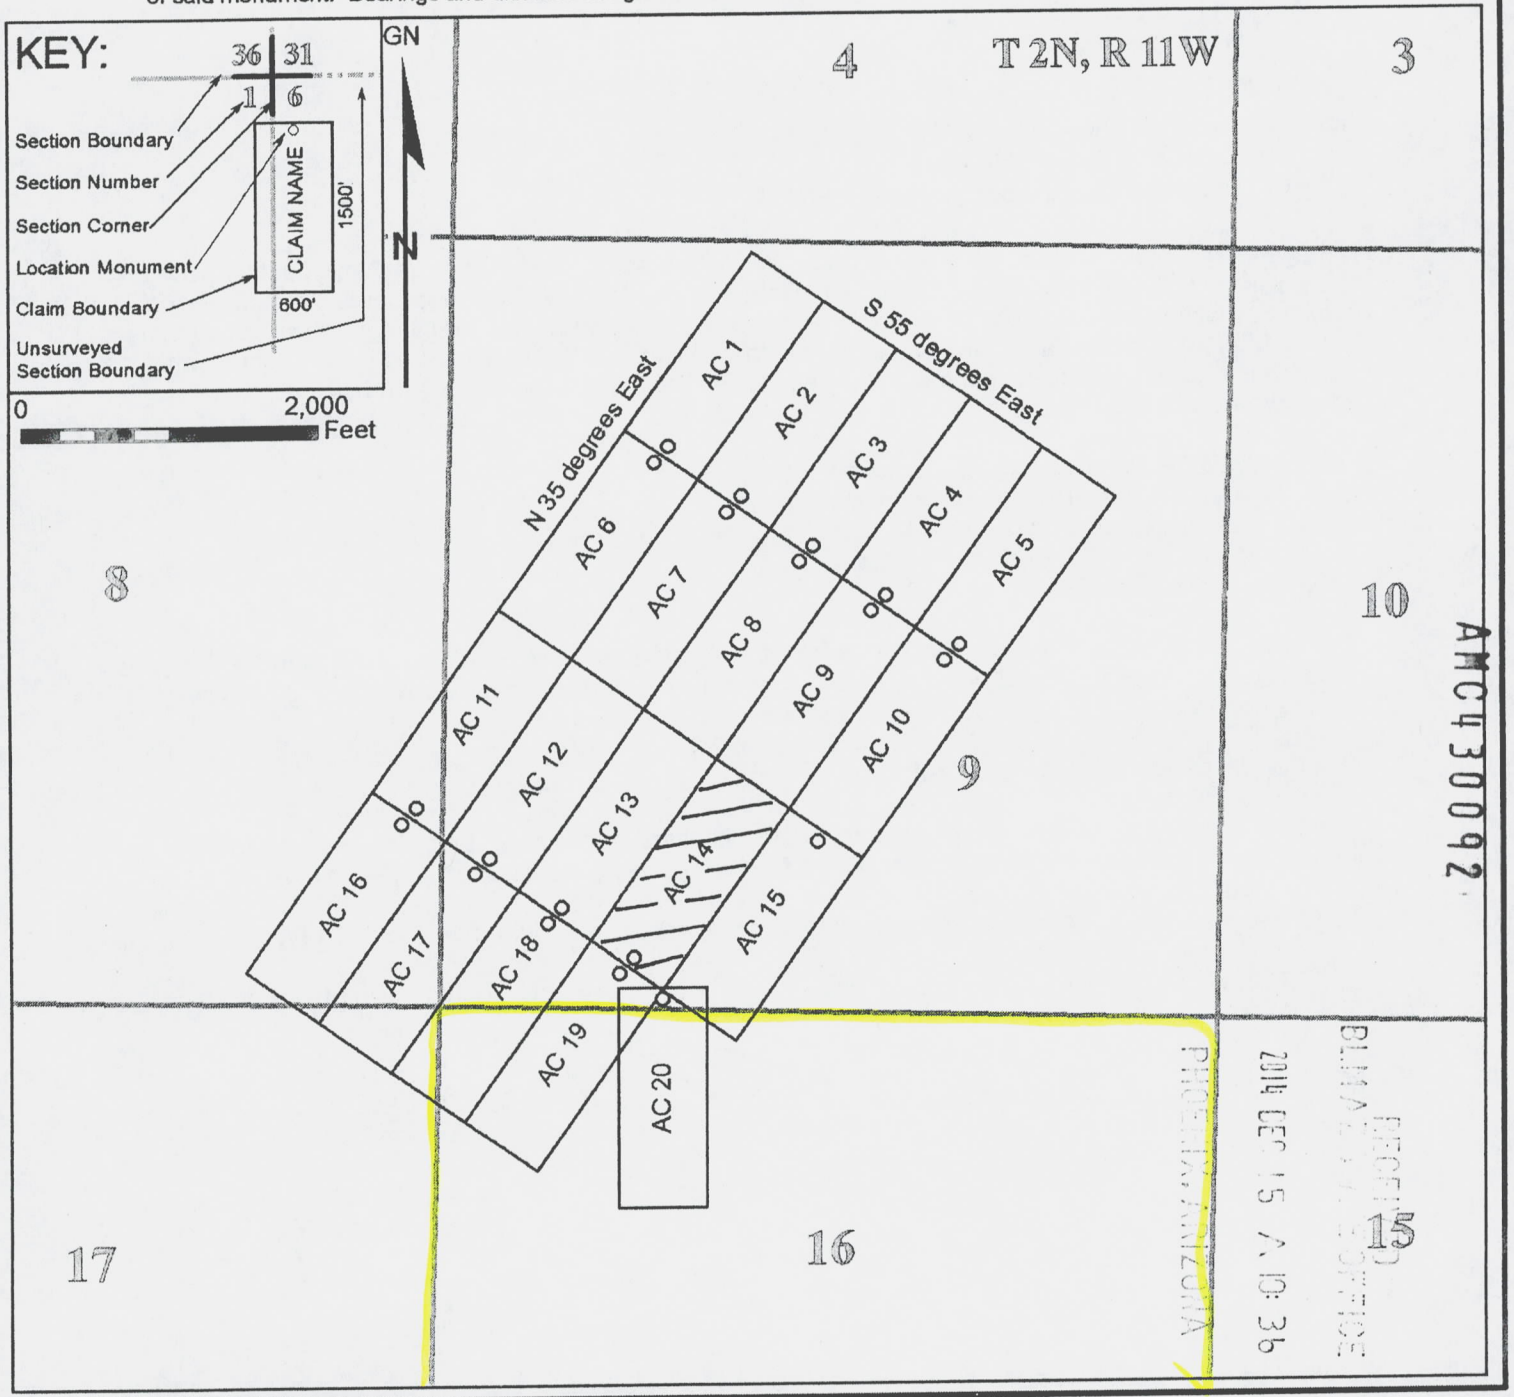 KEY:
36 31
1 6
Section Boundary
Section Number
Section Corner
Location Monument
Claim Boundary
Unsurveyed
Section Boundary
CLAIM NAME
1500'
600'
GN
N
0 2,000
Feet
4
T 2N, R 11W
3
S 55 degrees East
N 35 degrees East
AC 1
AC 2
AC 3
AC 4
AC 5
AC 6
AC 7
AC 8
AC 9
AC 10
8
10
9
AC 11
AC 12
AC 13
AC 14
AC 15
AC 16
AC 17
AC 18
AC 19
AC 20
17
16
15
AMC430092
RECEIVED
OFFICE
2014 DEC 15 A 10:36
PHOENIX, ARIZONA